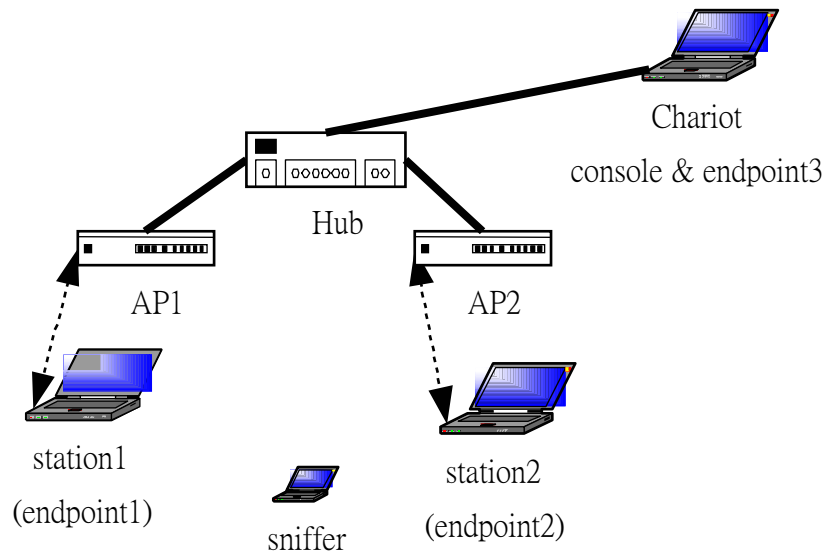 Chariot
console & endpoint3
Hub
AP1
AP2
station1
(endpoint1)
station2
(endpoint2)
sniffer